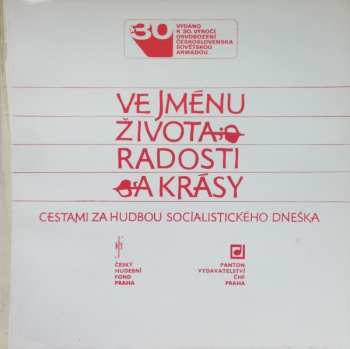 30
VYDÁNO
K 30. VÝROČÍ
OSVOBOZENÍ
ČESKOSLOVENSKA
SOVĚTSKOU
ARMÁDOU
VE JMÉNU
ŽIVOTA
RADOSTI
A KRÁSY
CESTAMI ZA HUDBOU SOCIALISTICKÉHO DNEŠKA
ČESKÝ
HUDEBNÍ
FOND
PRAHA
PANTON
VYDAVATELSTVÍ
ČHF
PRAHA